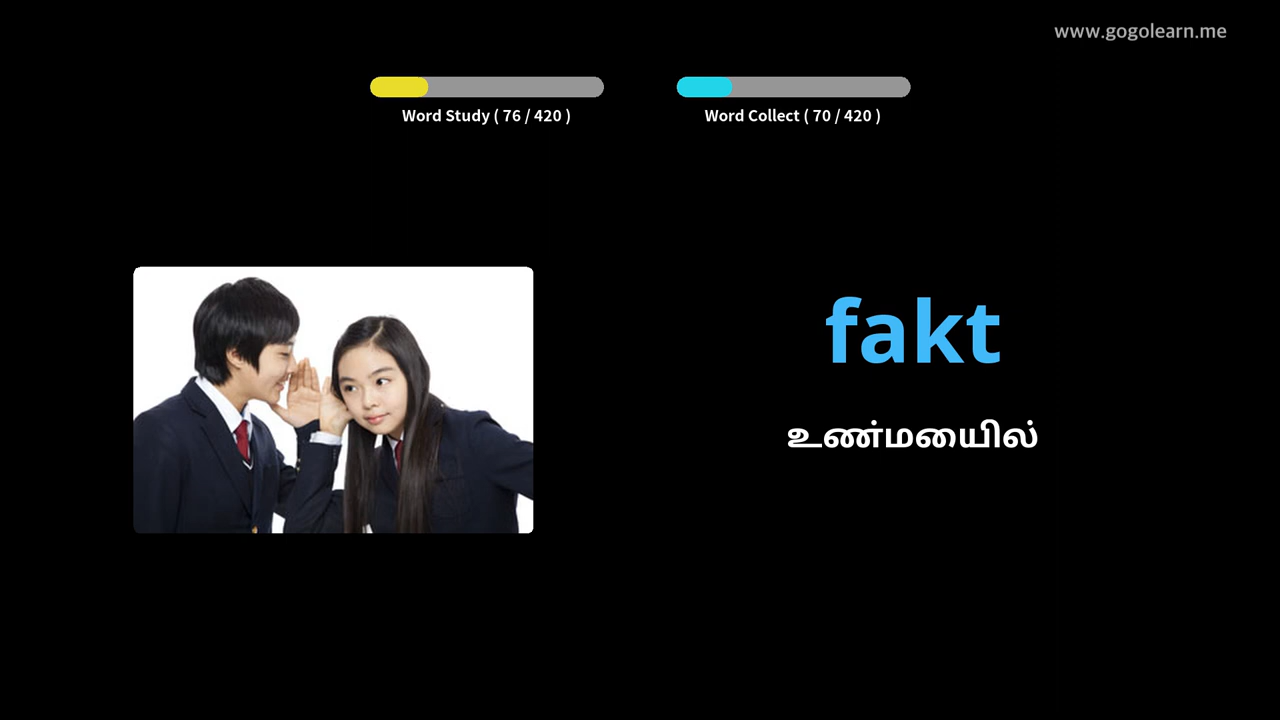 www.gogolearn.me
Word Study ( 76 / 420 )
Word Collect ( 70 / 420 )
fakt
உண்மையில்